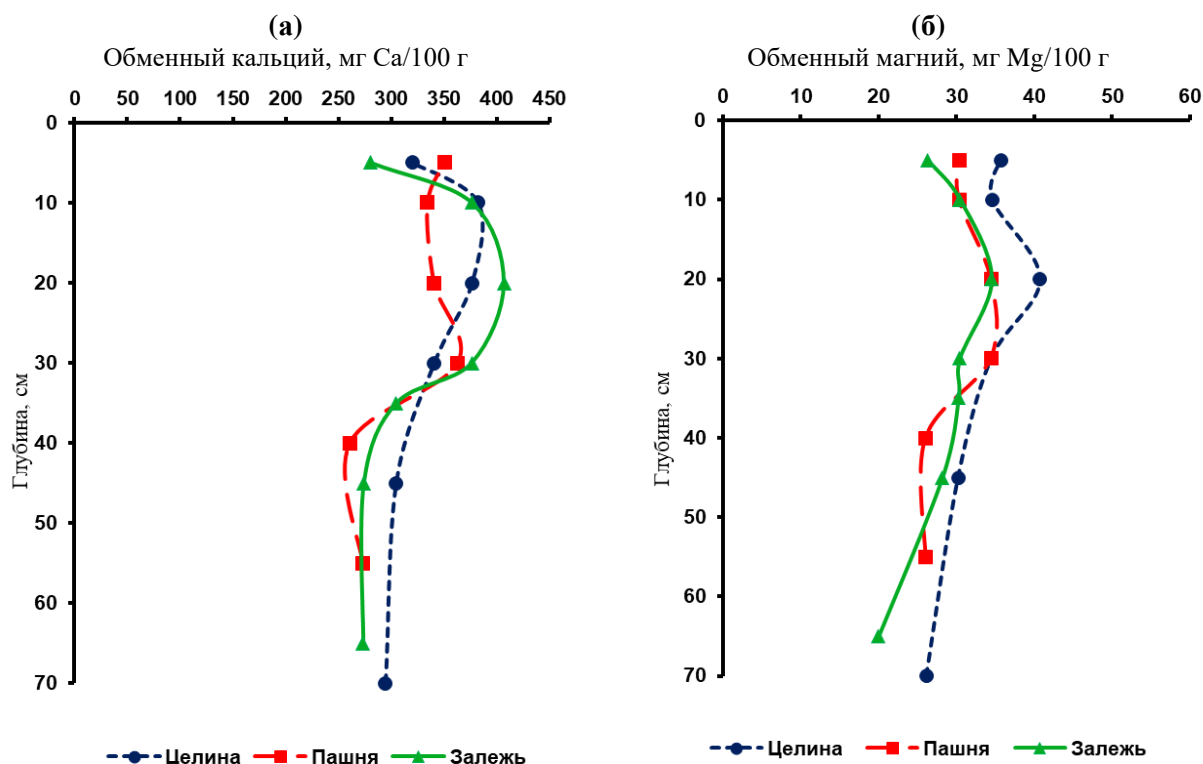 (а)
Обменный кальций, мг Ca/100 г
0 50 100 150 200 250 300 350 400 450
0
10
20
30
40
50
60
70
Глубина, см
Целина Пашня Залежь
(б)
Обменный магний, мг Mg/100 г
0 10 20 30 40 50 60
0
10
20
30
40
50
60
70
Глубина, см
Целина Пашня Залежь